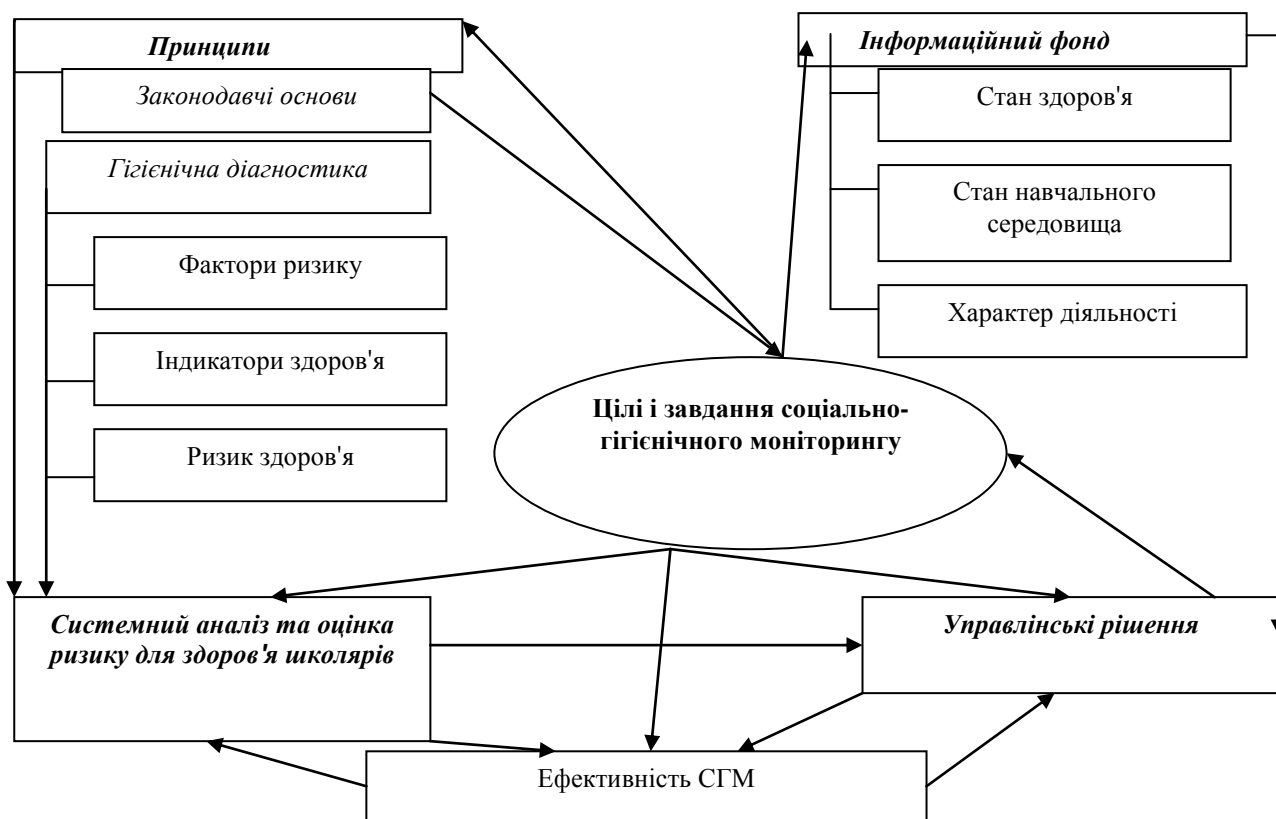 Принципи
Законодавчі основи
Гігієнічна діагностика
Фактори ризику
Індикатори здоров'я
Ризик здоров'я
Інформаційний фонд
Стан здоров'я
Стан навчального
середовища
Характер діяльності
Цілі і завдання соціально-
гігієнічного моніторингу
Системний аналіз та оцінка
ризику для здоров'я школярів
Управлінські рішення
Ефективність СГМ